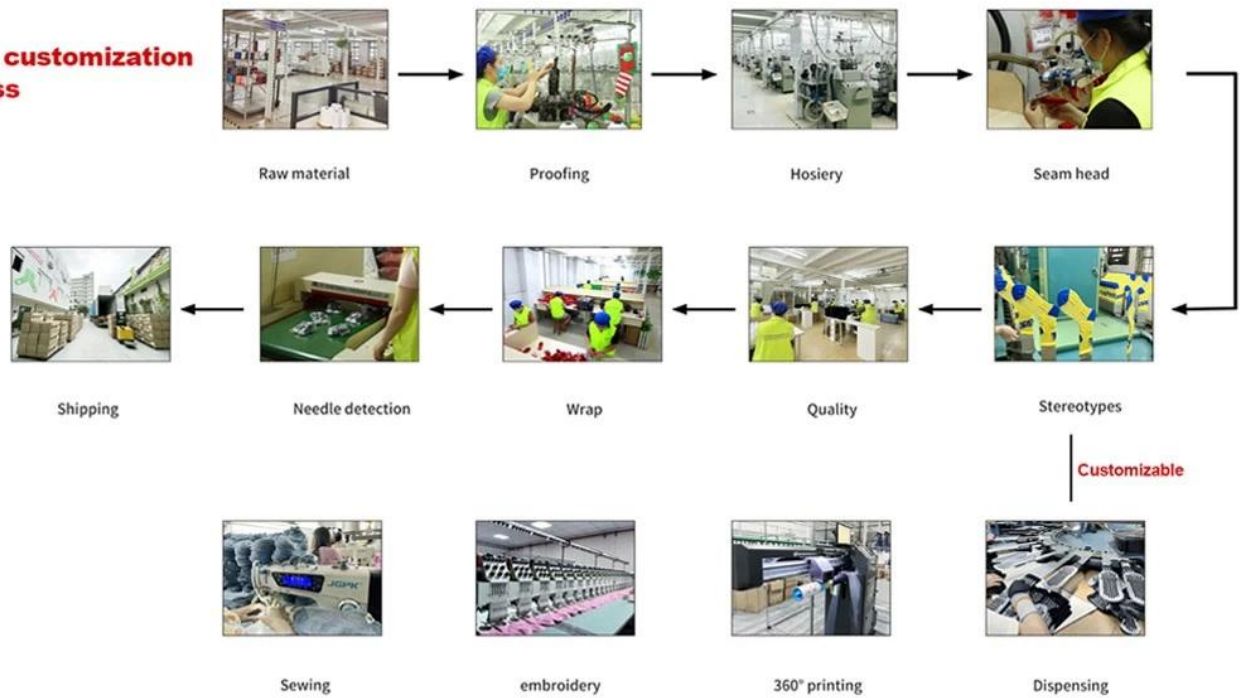 customization
ss
Raw material
Proofing
Hosiery
Seam head
Shipping
Needle detection
Wrap
Quality
Stereotypes
Customizable
JGPK
Sewing
embroidery
360° printing
Dispensing